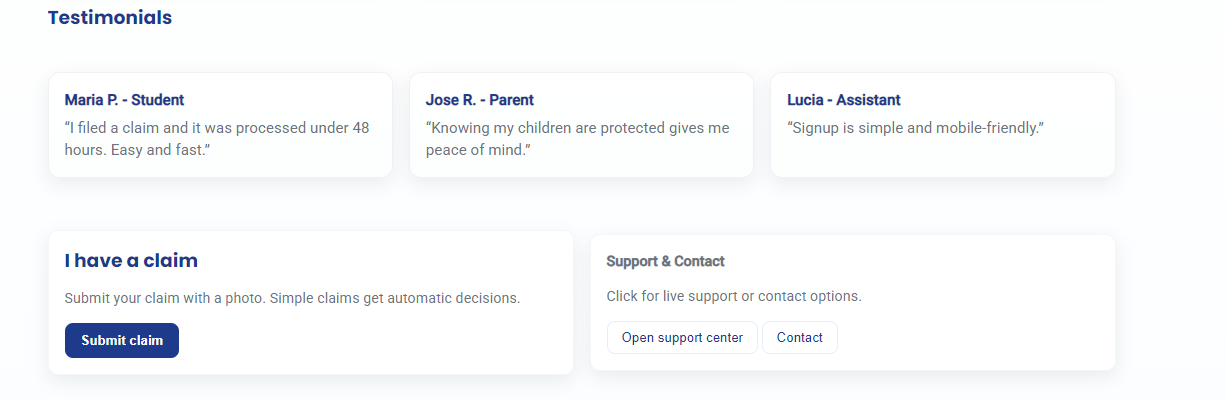 Testimonials
Maria P. - Student
“I filed a claim and it was processed under 48
hours. Easy and fast.”
Jose R. - Parent
“Knowing my children are protected gives me
peace of mind.”
Lucia - Assistant
“Signup is simple and mobile-friendly.”
I have a claim
Submit your claim with a photo. Simple claims get automatic decisions.
Submit claim
Support & Contact
Click for live support or contact options.
Open support center
Contact